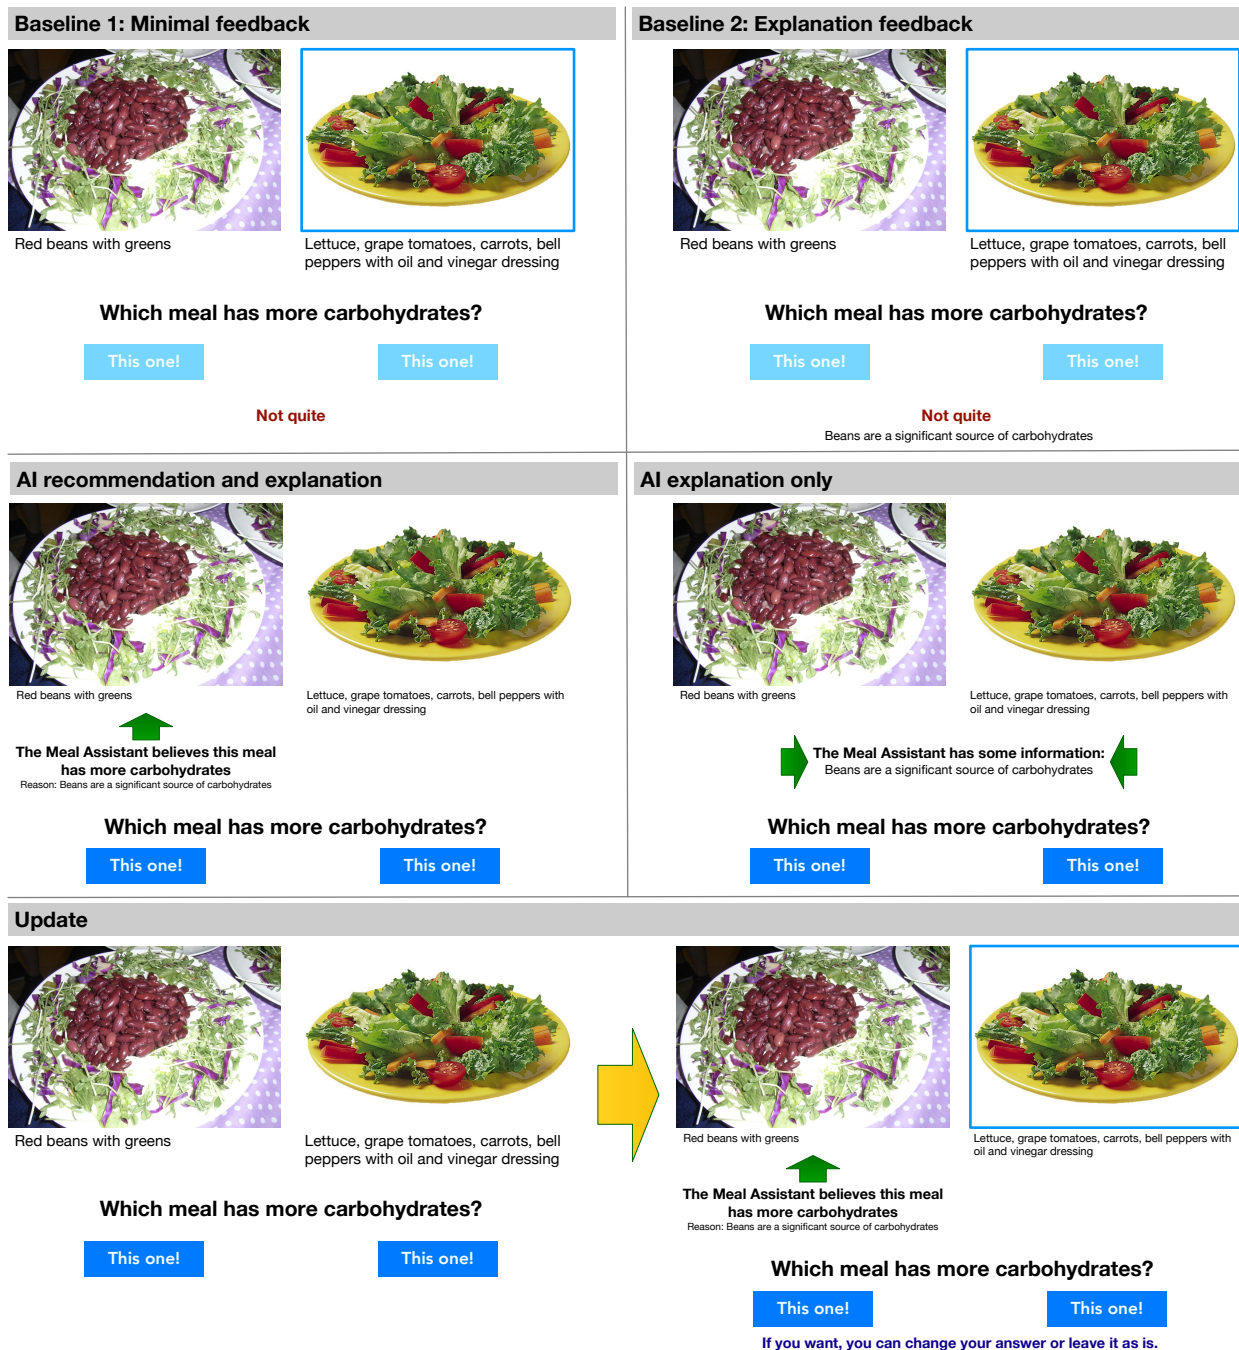 Baseline 1: Minimal feedback
Red beans with greens
Lettuce, grape tomatoes, carrots, bell
peppers with oil and vinegar dressing
Which meal has more carbohydrates?
This one!
This one!
Not quite
Baseline 2: Explanation feedback
Red beans with greens
Lettuce, grape tomatoes, carrots, bell
peppers with oil and vinegar dressing
Which meal has more carbohydrates?
This one!
This one!
Not quite
Beans are a significant source of carbohydrates
AI recommendation and explanation
Red beans with greens
Lettuce, grape tomatoes, carrots, bell peppers with
oil and vinegar dressing
The Meal Assistant believes this meal
has more carbohydrates
Reason: Beans are a significant source of carbohydrates
Which meal has more carbohydrates?
This one!
This one!
AI explanation only
Red beans with greens
Lettuce, grape tomatoes, carrots, bell peppers with
oil and vinegar dressing
The Meal Assistant has some information:
Beans are a significant source of carbohydrates
Which meal has more carbohydrates?
This one!
This one!
Update
Red beans with greens
Lettuce, grape tomatoes, carrots, bell
peppers with oil and vinegar dressing
Which meal has more carbohydrates?
This one!
This one!
Red beans with greens
Lettuce, grape tomatoes, carrots, bell peppers with
oil and vinegar dressing
The Meal Assistant believes this meal
has more carbohydrates
Reason: Beans are a significant source of carbohydrates
Which meal has more carbohydrates?
This one!
This one!
If you want, you can change your answer or leave it as is.